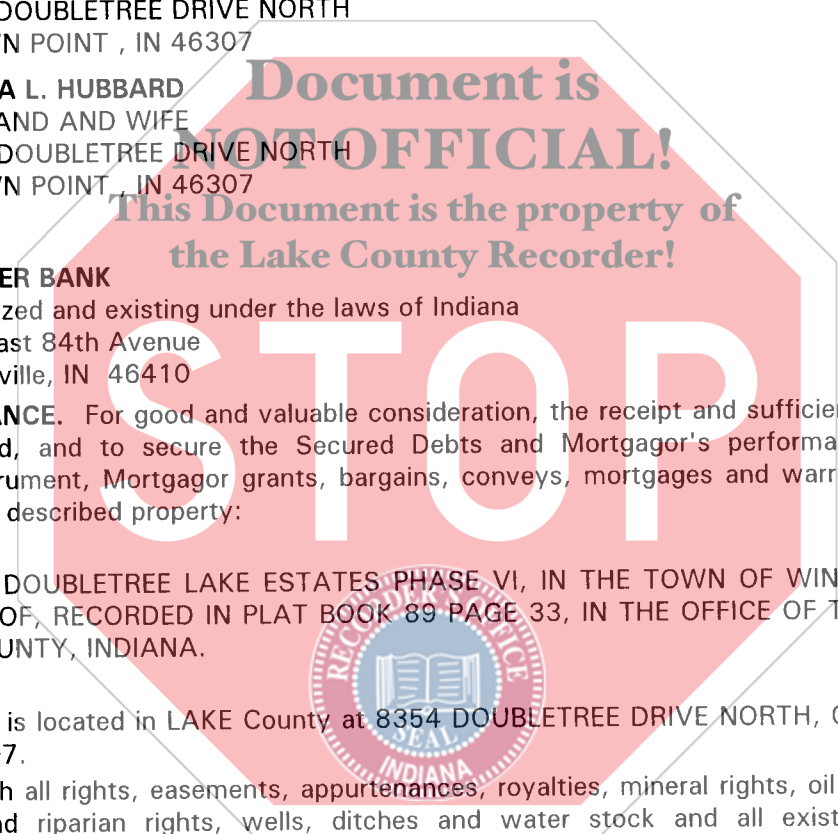 DOUBLETREE DRIVE NORTH
N POINT , IN 46307
A L. HUBBARD
AND AND WIFE
DOUBLETREE DRIVE NORTH
N POINT , IN 46307
Document is
NOT OFFICIAL!
This Document is the property of
the Lake County Recorder!
ER BANK
zed and existing under the laws of Indiana
ast 84th Avenue
ville, IN 46410
ANCE. For good and valuable consideration, the receipt and sufficien
d, and to secure the Secured Debts and Mortgagor's performa
rument, Mortgagor grants, bargains, conveys, mortgages and warr
described property:
STOP
DOUBLETREE LAKE ESTATES PHASE VI, IN THE TOWN OF WIN
OF, RECORDED IN PLAT BOOK 89 PAGE 33, IN THE OFFICE OF T
UNTY, INDIANA.
RECORDER'S OFFICE
SEAL
INDIANA
is located in LAKE County at 8354 DOUBLETREE DRIVE NORTH, C
7.
h all rights, easements, appurtenances, royalties, mineral rights, oil
nd riparian rights, wells, ditches and water stock and all exist